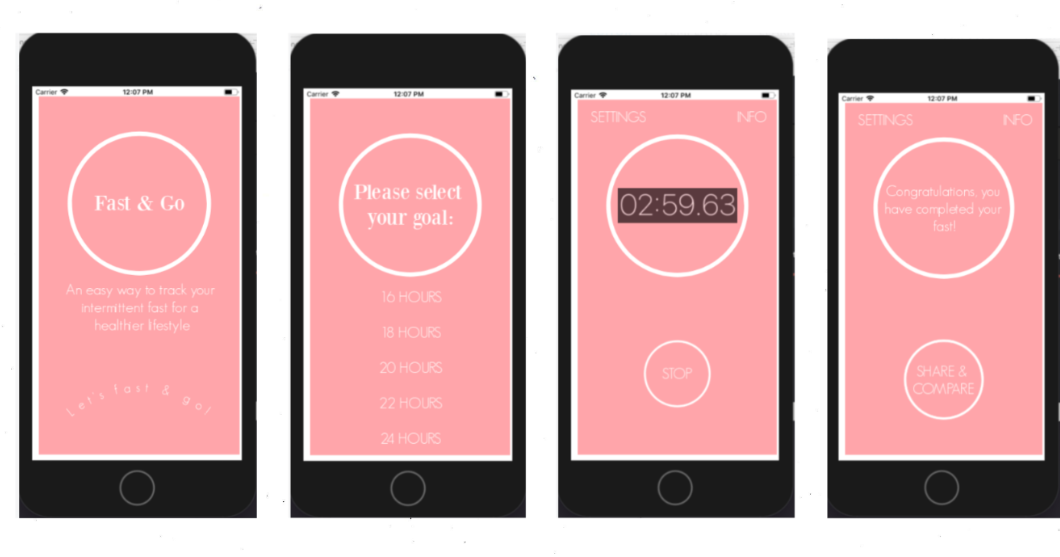 Carrier
12:07 PM
Fast & Go
An easy way to track your
intermittent fast for a
healthier lifestyle
Let's fast & go!
Carrier
12:07 PM
Please select
your goal:
16 HOURS
18 HOURS
20 HOURS
22 HOURS
24 HOURS
Carrier
12:07 PM
SETTINGS
INFO
02:59.63
STOP
Carrier
12:07 PM
SETTINGS
INFO
Congratulations, you
have completed your
fast!
SHARE &
COMPARE